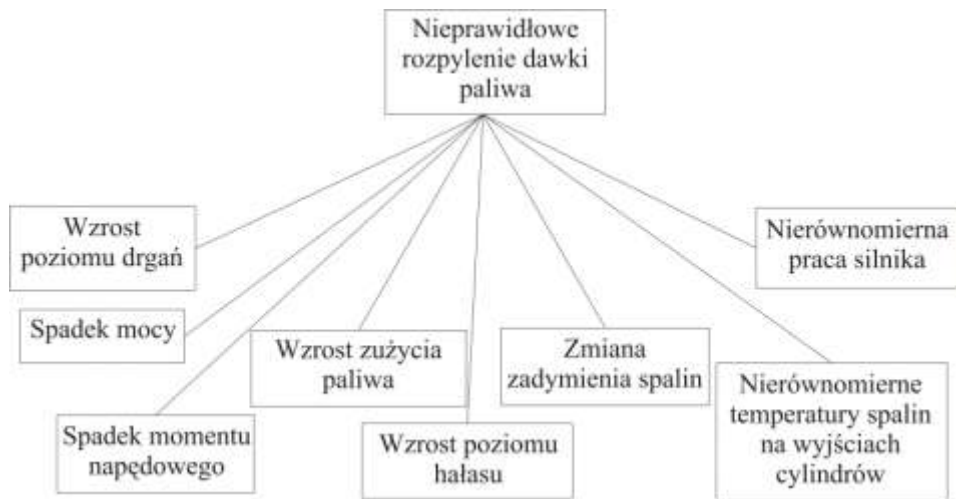 Nieprawidłowe
rozpylenie dawki
paliwa
Wzrost
poziomu drgań
Nierównomierna
praca silnika
Spadek mocy
Wzrost zużycia
paliwa
Zmiana
zadymienia spalin
Nierównomierne
temperatury spalin
na wyjściach
cylindrów
Spadek momentu
napędowego
Wzrost poziomu
hałasu